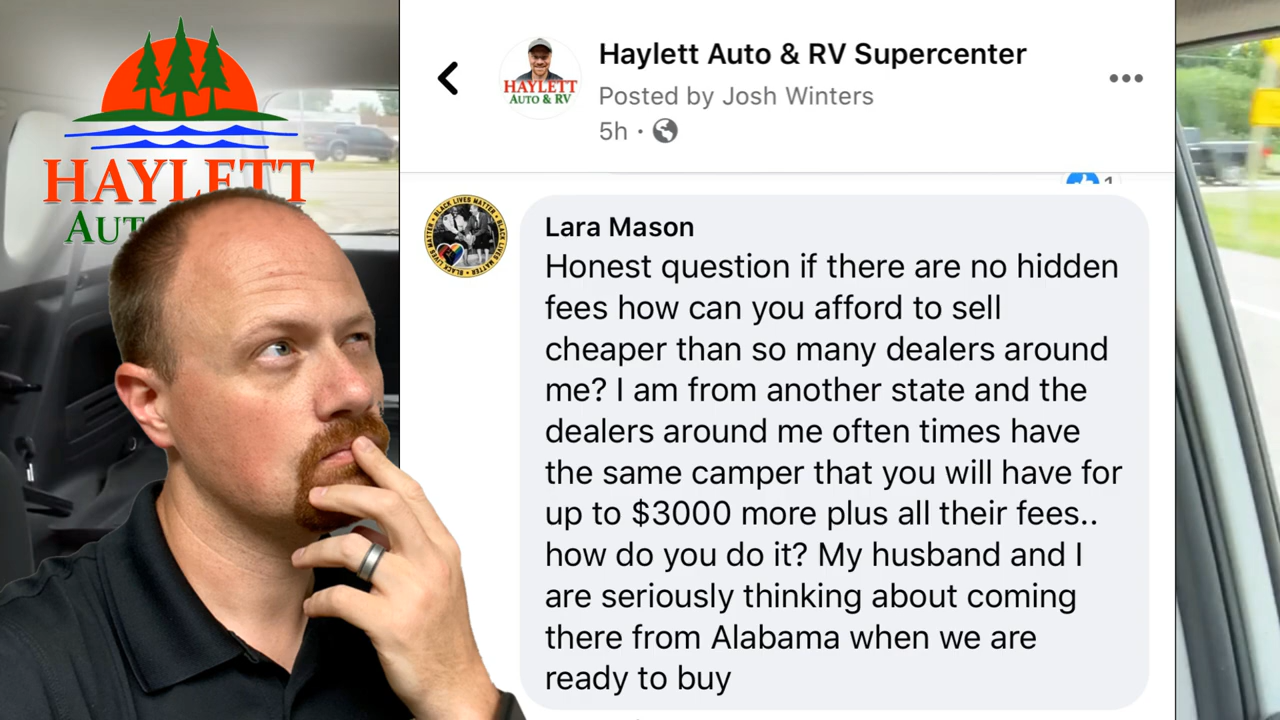 HAYLETT
AUT
Haylett Auto & RV Supercenter
HAYLETT
AUTO & RV
Posted by Josh Winters
5h ·
1
BLACK LIVES MATTER
Lara Mason
Honest question if there are no hidden
fees how can you afford to sell
cheaper than so many dealers around
me? I am from another state and the
dealers around me often times have
the same camper that you will have for
up to $3000 more plus all their fees..
how do you do it? My husband and I
are seriously thinking about coming
there from Alabama when we are
ready to buy